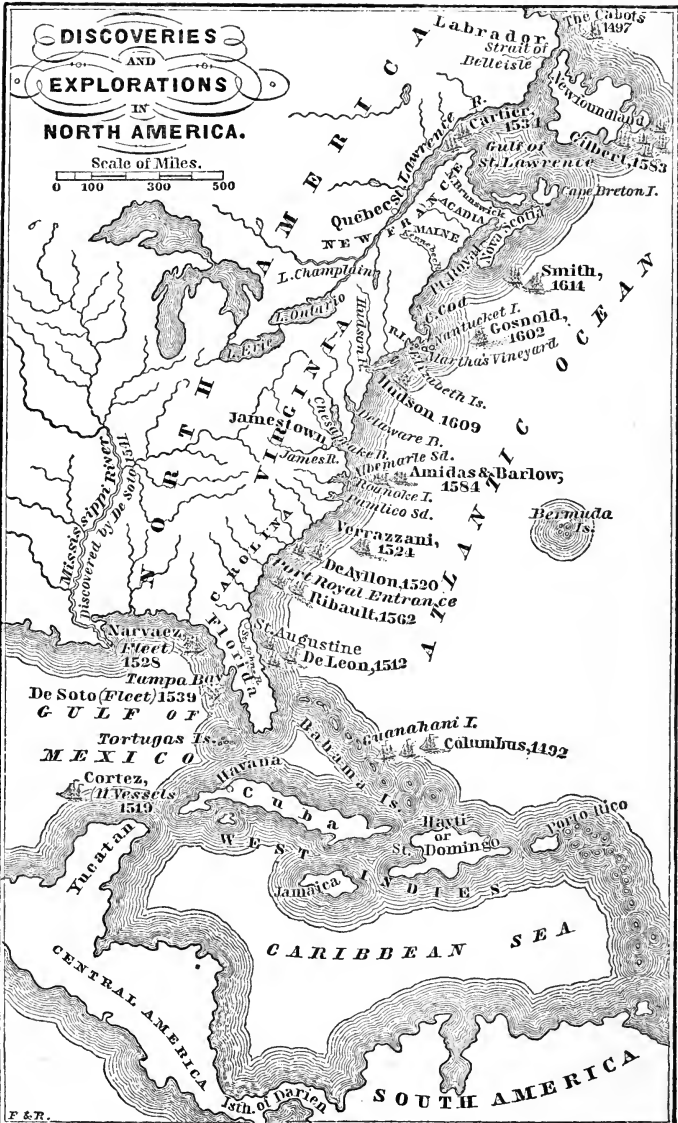 DISCOVERIES
AND
EXPLORATIONS
IN
NORTH AMERICA.
Scale of Miles.
0 100 300 500
The Cabots
1497
Labrador
Strait of
Belleisle
Newfoundland
Gilbert, 1583
Cartier,
1534
Gulf of
St. Lawrence
St. Lawrence R.
Quebec
Cape Breton I.
N. Brunswick
ACADIA
NEW FRANCE
MAINE
Kennebec R.
Nova Scotia
Pt. Royal
L. Champlain
Smith,
1614
L. Ontario
L. Erie
Hudson R.
C. Cod
Nantucket I.
Gosnold,
1602
R.I.
Martha's Vineyard
Elizabeth Is.
Hudson 1609
NORTH AMERICA
VIRGINIA
Jamestown
Chesapeake B.
Delaware B.
James R.
Albemarle Sd.
Amidas & Barlow,
1584
Roanoke I.
Pamlico Sd.
Bermuda
Is.
ATLANTIC OCEAN
Mississippi River
discovered by De Soto 1541
CAROLINA
Verrazzani,
1524
De Ayllon, 1520
Port Royal Entrance
Ribault, 1562
Narvaez,
(Fleet)
1528
Florida
St. Johns R.
St. Augustine
De Leon, 1512
Tampa Bay
De Soto (Fleet) 1539
GULF OF
MEXICO
Tortugas Is.
Guanahani I.
Columbus, 1492
Bahama Is.
Cortez,
(11 Vessels
1519
Havana
Cuba
Yucatan
WEST INDIES
Hayti
or
St. Domingo
Porto Rico
Jamaica
CARIBBEAN SEA
CENTRAL AMERICA
Isth. of Darien
SOUTH AMERICA
F & R.